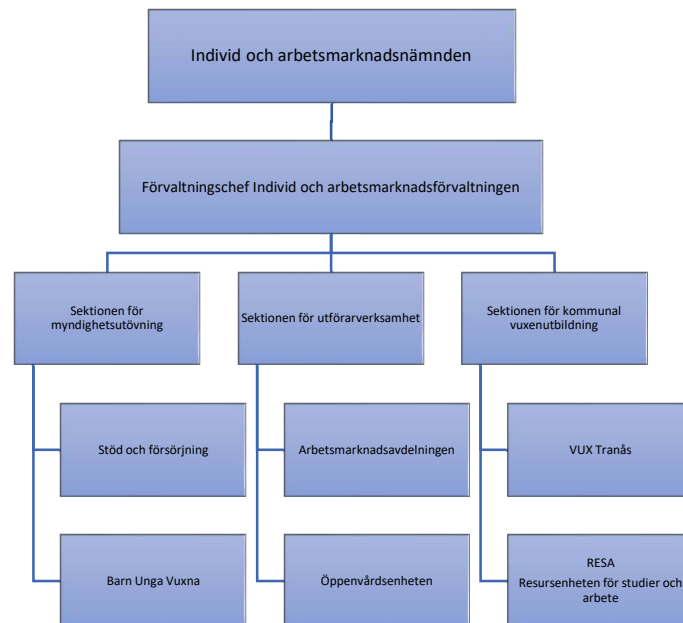 Individ och arbetsmarknadsnämnden
Förvaltningschef Individ och arbetsmarknadsförvaltningen
Sektionen för
myndighetsutövning
Sektionen för utförarverksamhet
Sektionen för kommunal
vuxenutbildning
Stöd och försörjning
Arbetsmarknadsavdelningen
VUX Tranås
Barn Unga Vuxna
Öppenvårdsenheten
RESA
Resursenheten för studier och
arbete